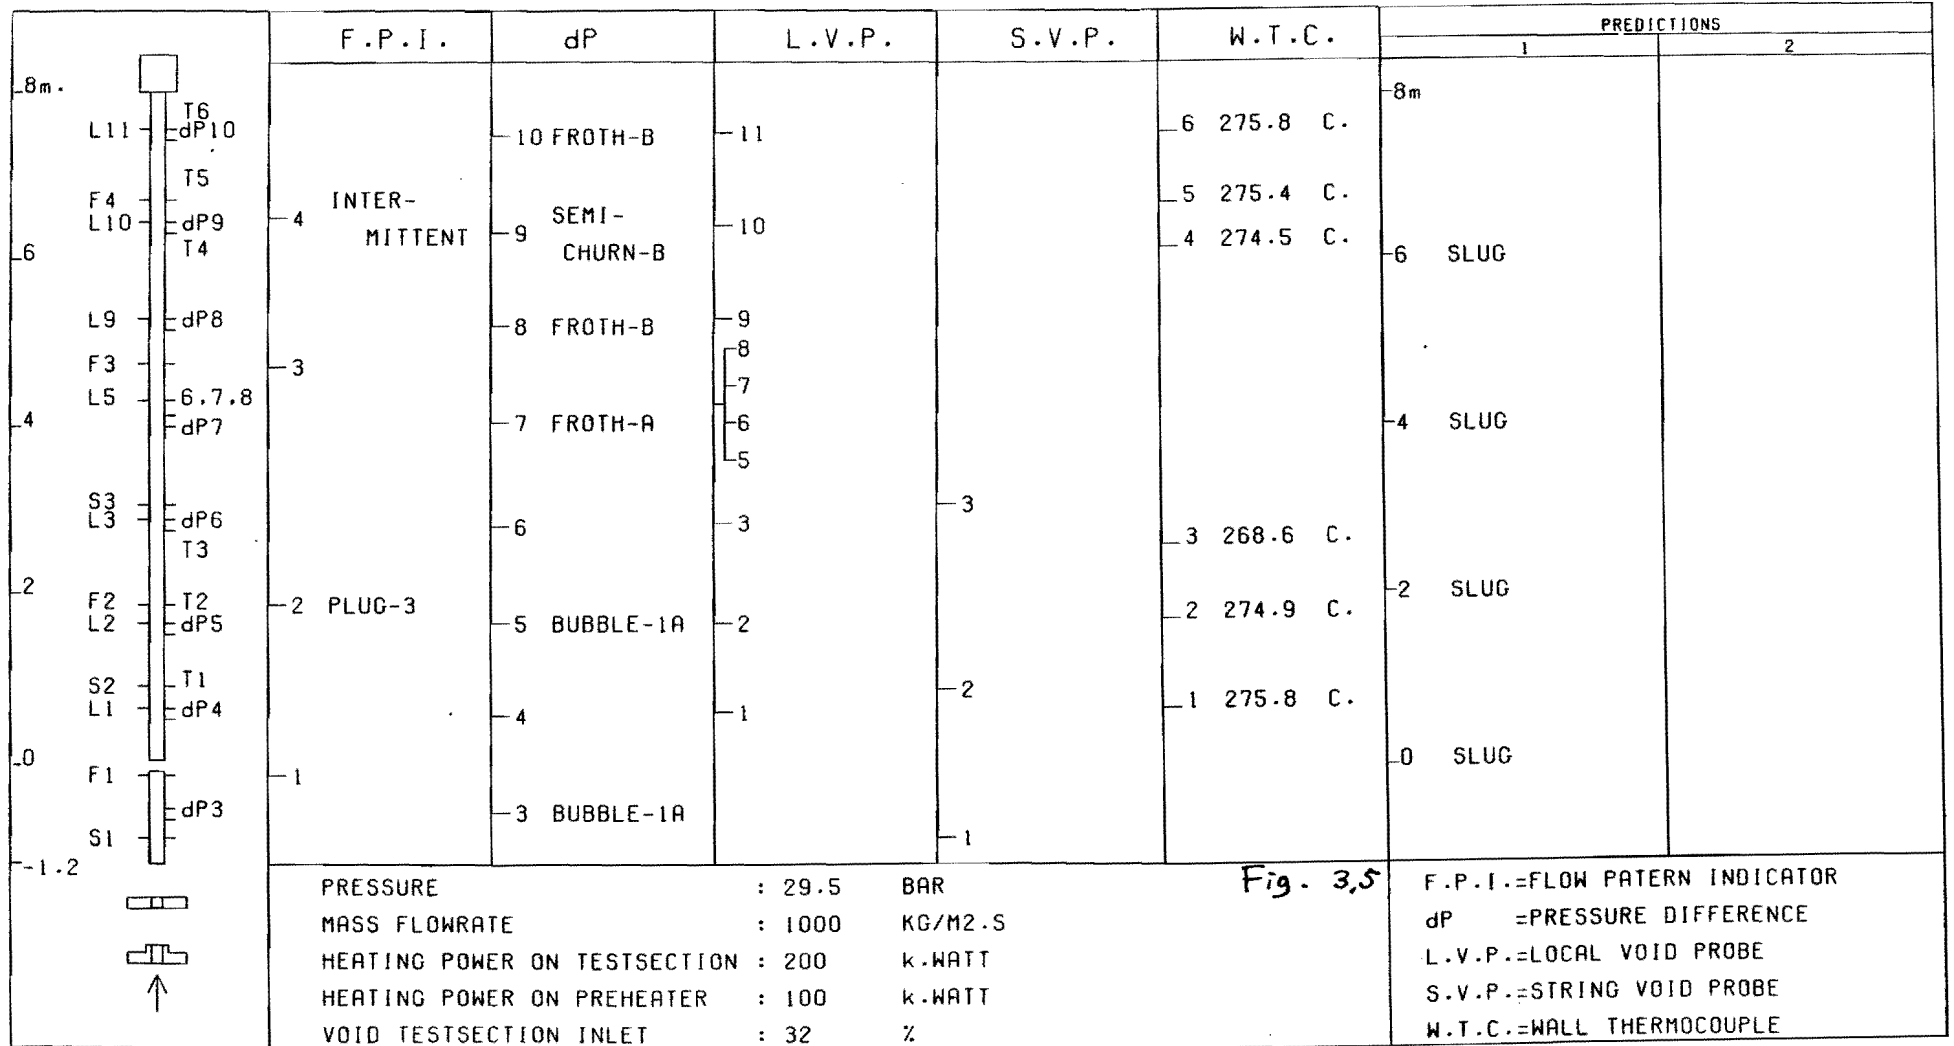 F.P.I. dP L.V.P. S.V.P. W.T.C. PREDICTIONS
1 2
8m. 8m
T6
L11 dP10 10 FROTH-B 11 6 275.8 C.
T5
F4 INTER- 5 275.4 C.
4 SEMI-
L10 dP9 MITTENT 9 10
T4 CHURN-B 4 274.5 C.
6 6 SLUG
L9 dP8 8 FROTH-B 9
8
F3 3
7
L5 6.7.8
4 dP7 7 FROTH-A 6 4 SLUG
5
S3 3
L3 dP6 6 3
T3 3 268.6 C.
2 2 SLUG
F2 T2 2 PLUG-3 2 274.9 C.
L2 dP5 5 BUBBLE-1A 2
S2 T1 2 1 275.8 C.
L1 dP4 4 1
0 0 SLUG
F1 1
dP3 3 BUBBLE-1A
S1 1
-1.2
Fig. 3,5
PRESSURE : 29.5 BAR
MASS FLOWRATE : 1000 KG/M2.S
HEATING POWER ON TESTSECTION : 200 k.WATT
HEATING POWER ON PREHEATER : 100 k.WATT
VOID TESTSECTION INLET : 32 %
F.P.I.=FLOW PATERN INDICATOR
dP =PRESSURE DIFFERENCE
L.V.P.=LOCAL VOID PROBE
S.V.P.=STRING VOID PROBE
W.T.C.=WALL THERMOCOUPLE